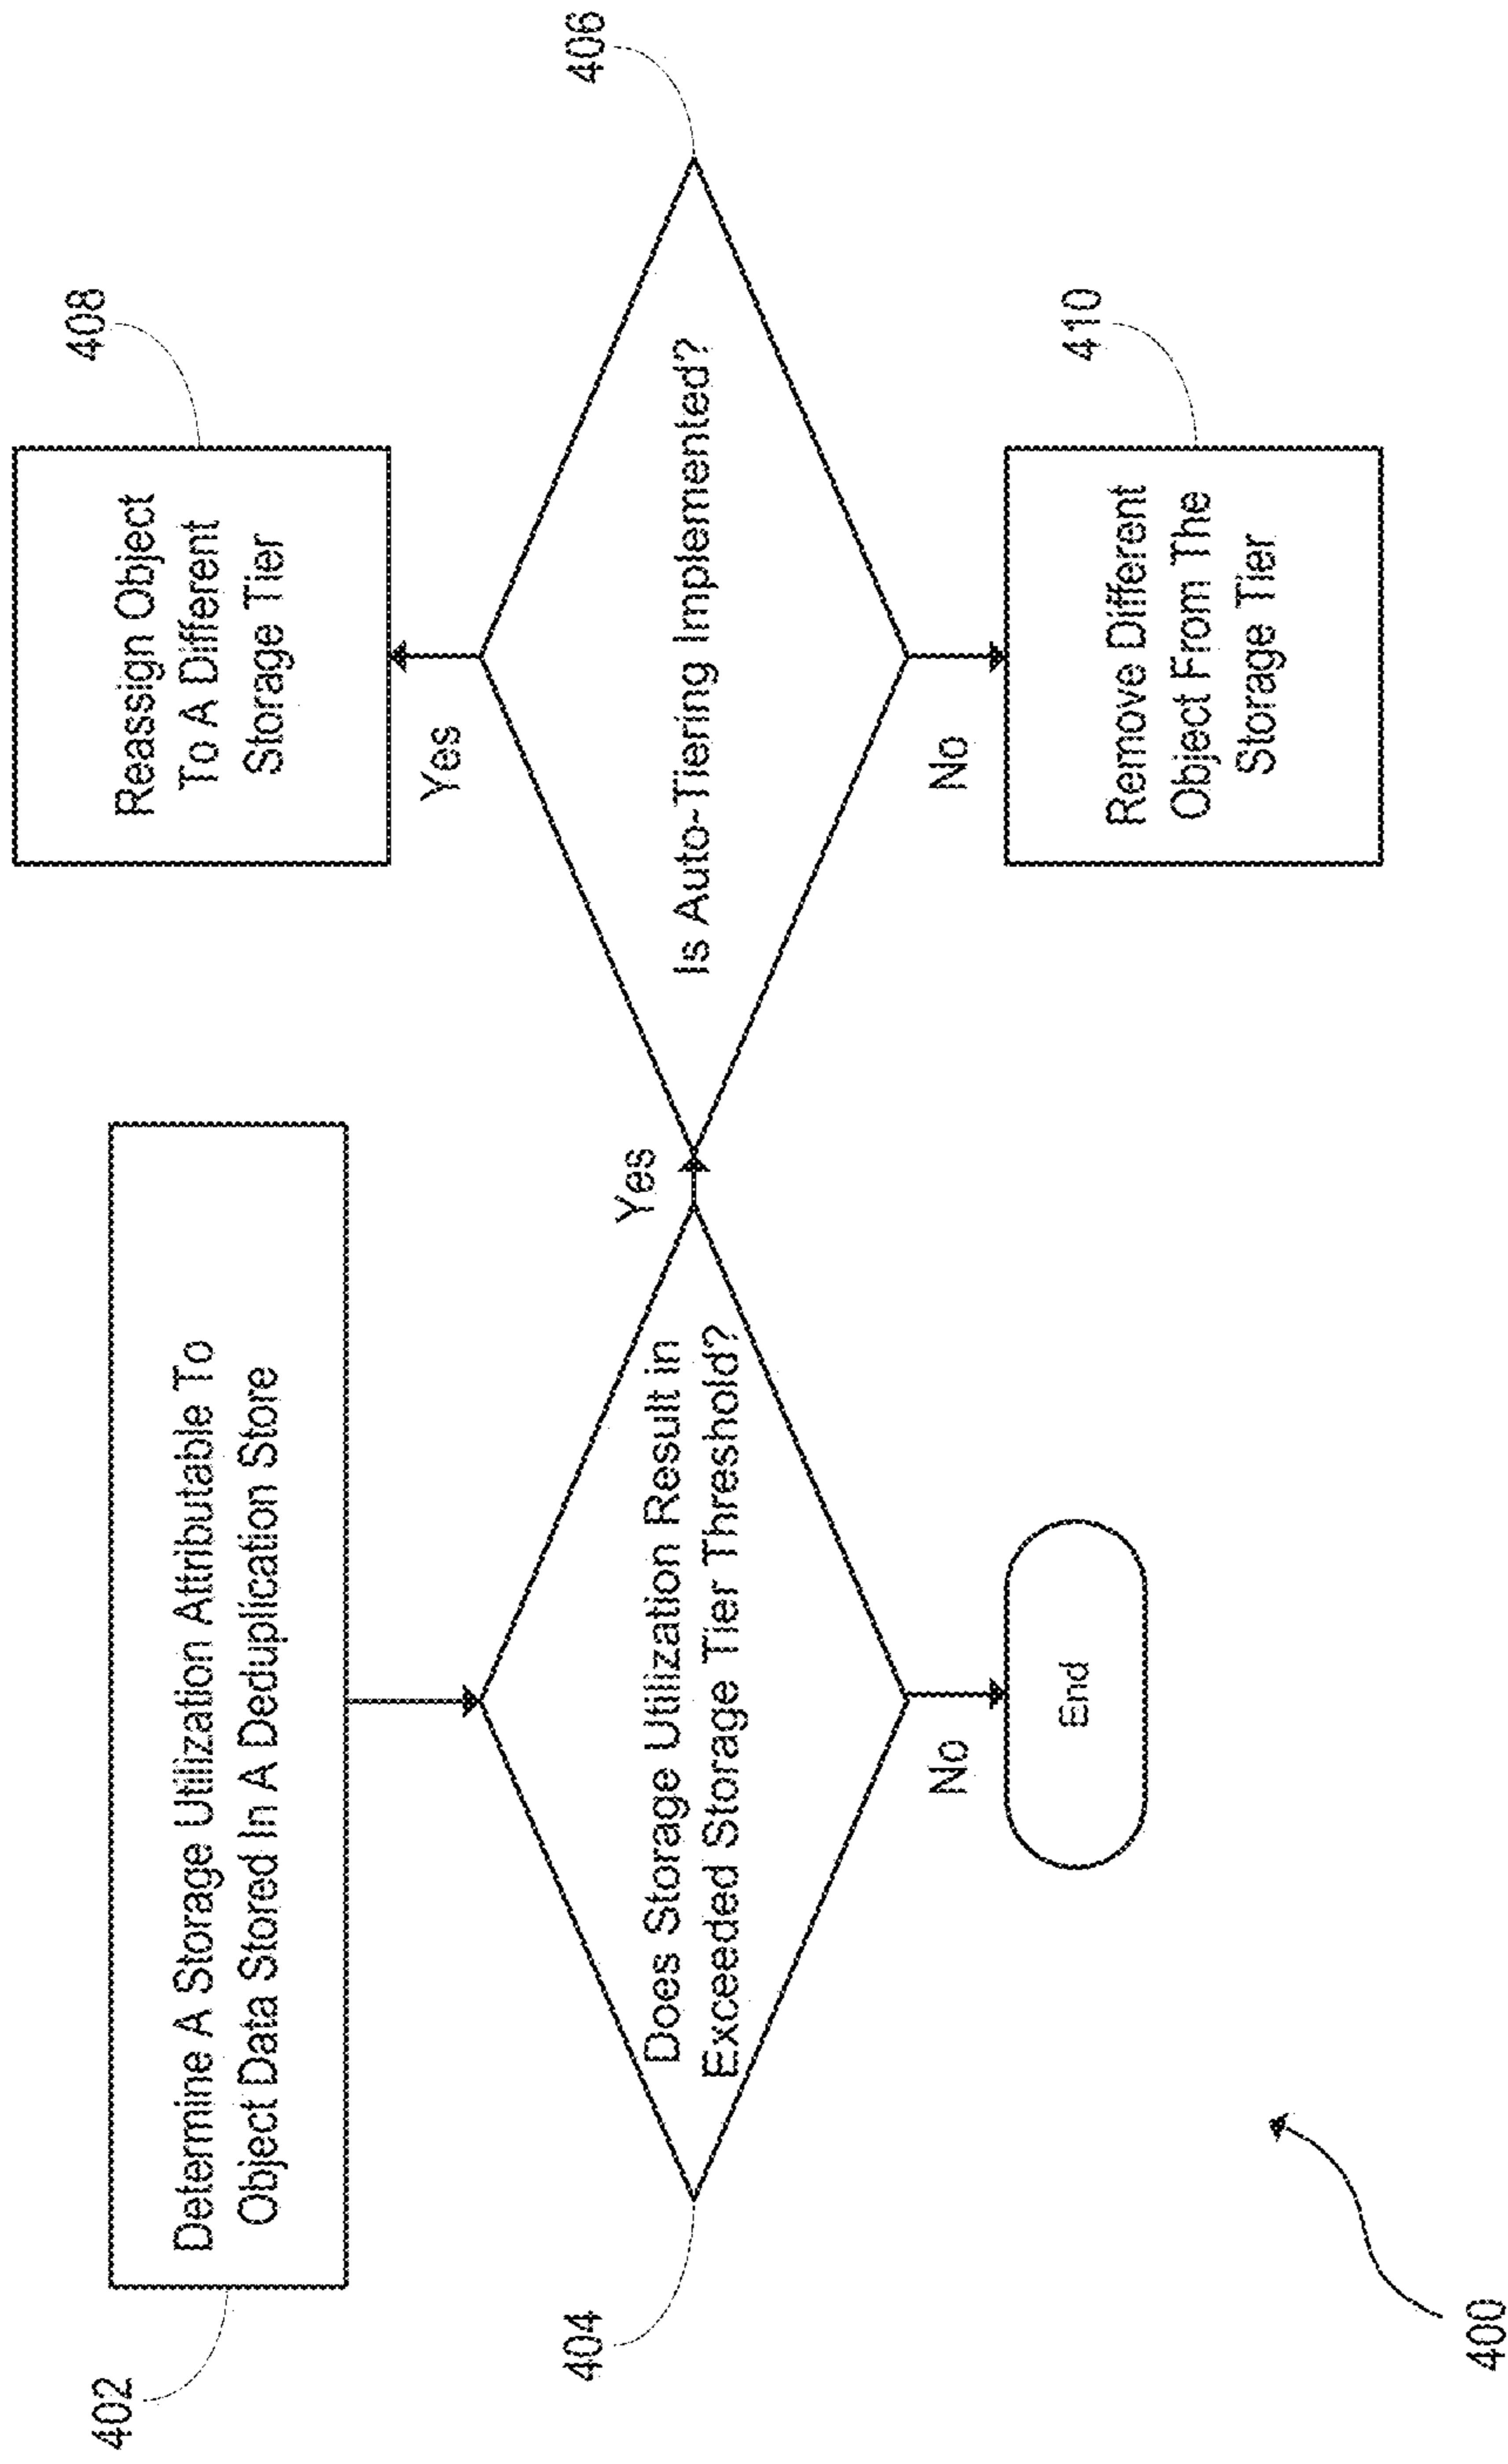 402
Determine A Storage Utilization Attributable To
Object Data Stored In A Deduplication Store
404
Does Storage Utilization Result in
Exceeded Storage Tier Threshold?
Yes
No
End
406
Is Auto-Tiering Implemented?
Yes
408
Reassign Object
To A Different
Storage Tier
No
410
Remove Different
Object From The
Storage Tier
400